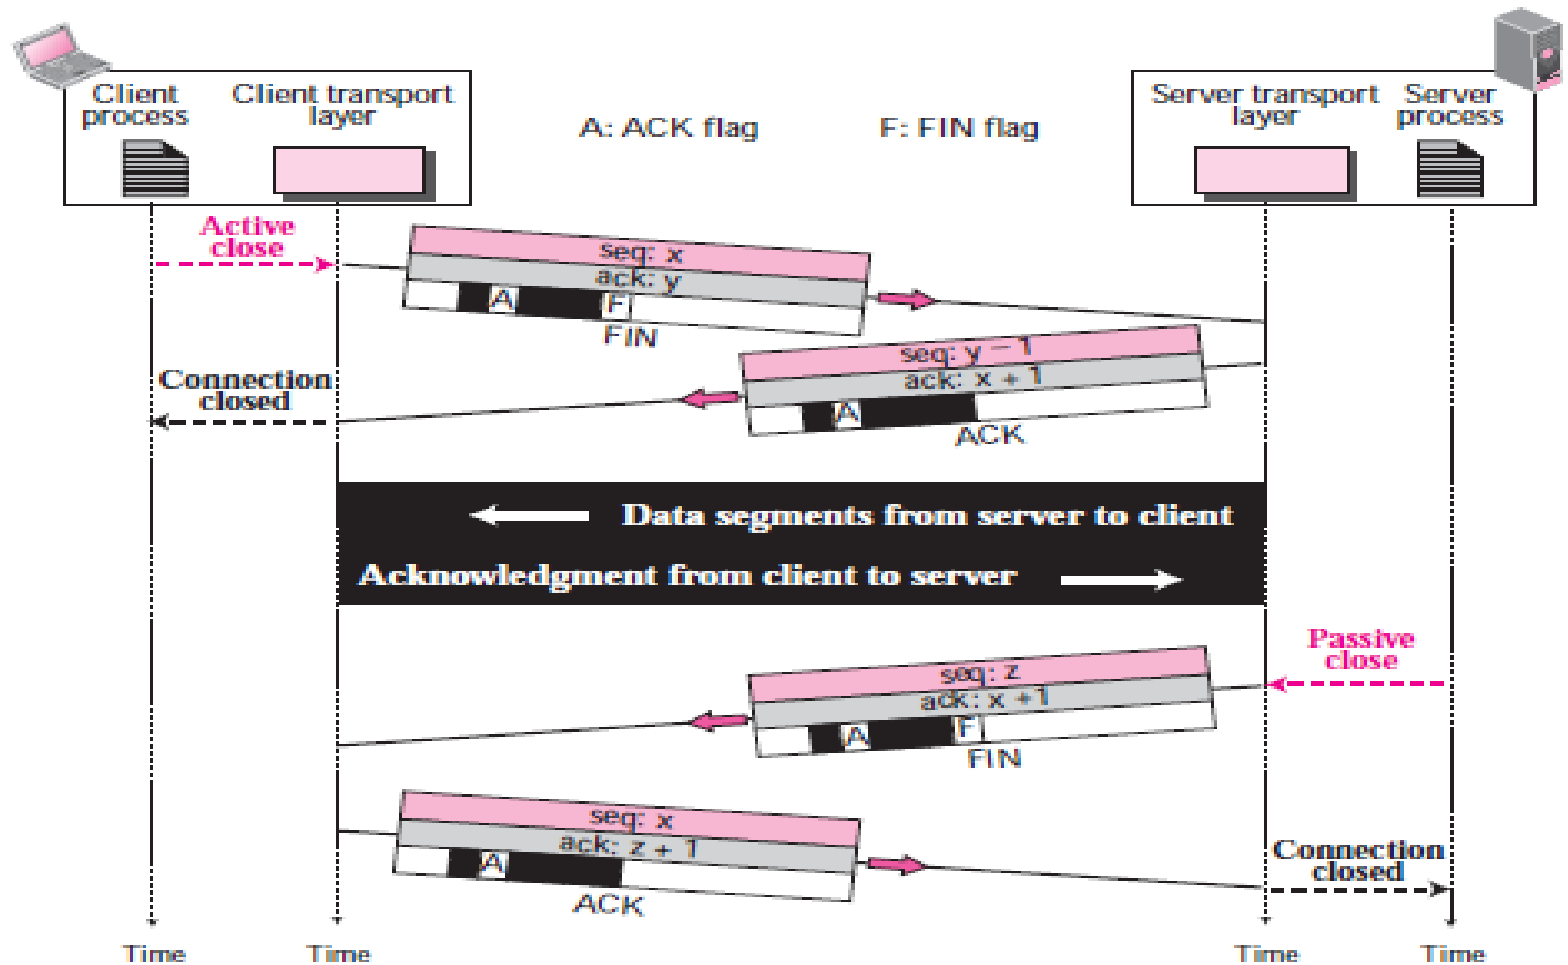 Client process
Client transport layer
A: ACK flag
F: FIN flag
Server transport layer
Server process
Active close
seq: x
ack: y
A
F
FIN
seq: y – 1
ack: x + 1
A
ACK
Connection closed
Data segments from server to client
Acknowledgment from client to server
Passive close
seq: z
ack: x +1
A
F
FIN
seq: x
ack: z + 1
A
ACK
Connection closed
Time
Time
Time
Time